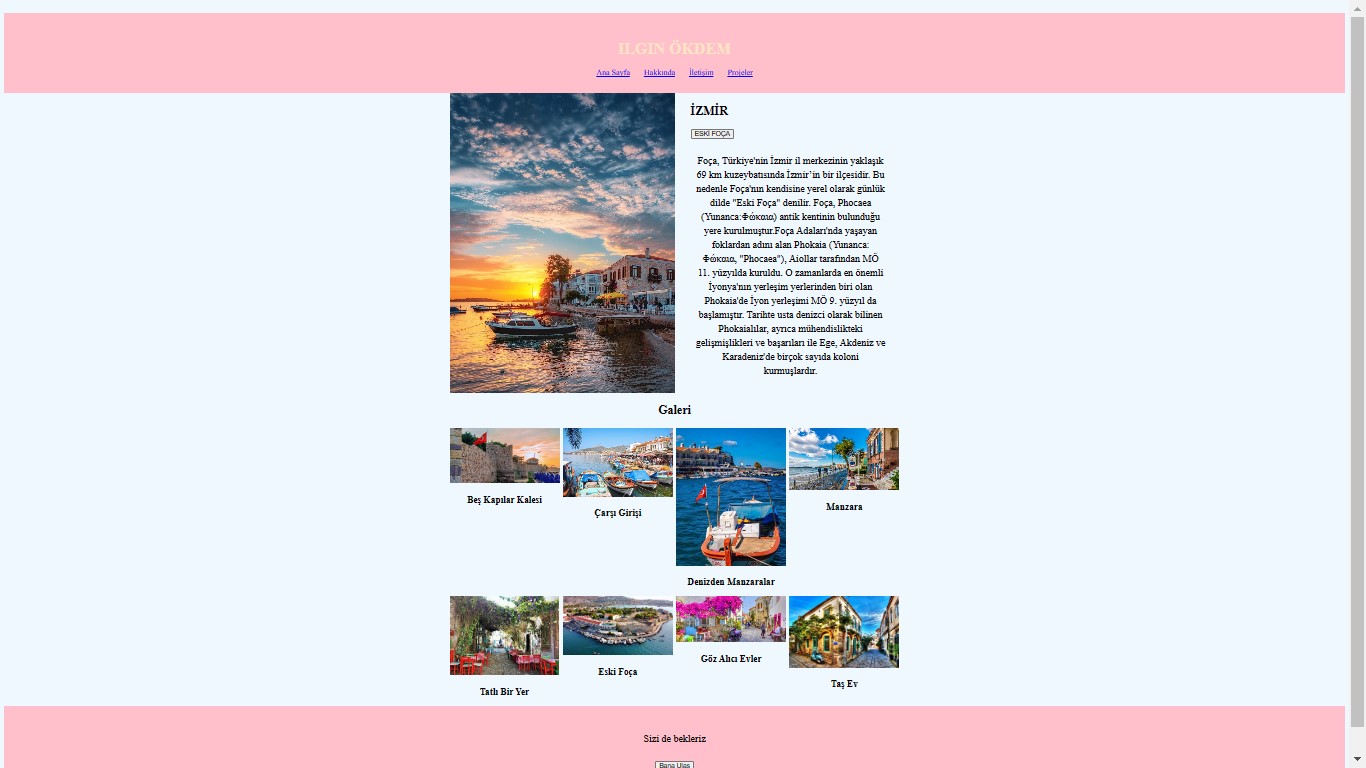 ILGIN ÖKDEM
Ana Sayfa Hakkında İletişim Projeler
İZMİR
ESKİ FOÇA
Foça, Türkiye'nin İzmir il merkezinin yaklaşık
69 km kuzeybatısında İzmir’in bir ilçesidir. Bu
nedenle Foça'nın kendisine yerel olarak günlük
dilde "Eski Foça" denilir. Foça, Phocaea
(Yunanca:Φώκαια) antik kentinin bulunduğu
yere kurulmuştur.Foça Adaları'nda yaşayan
foklardan adını alan Phokaia (Yunanca:
Φώκαια, "Phocaea"), Aiollar tarafından MÖ
11. yüzyılda kuruldu. O zamanlarda en önemli
İyonya'nın yerleşim yerlerinden biri olan
Phokaia'de İyon yerleşimi MÖ 9. yüzyıl da
başlamıştır. Tarihte usta denizci olarak bilinen
Phokaialılar, ayrıca mühendislikteki
gelişmişlikleri ve başarıları ile Ege, Akdeniz ve
Karadeniz'de birçok sayıda koloni
kurmuşlardır.
Galeri
Beş Kapılar Kalesi
Çarşı Girişi
Denizden Manzaralar
Manzara
Tatlı Bir Yer
Eski Foça
Göz Alıcı Evler
Taş Ev
Sizi de bekleriz
Bana Ulaş